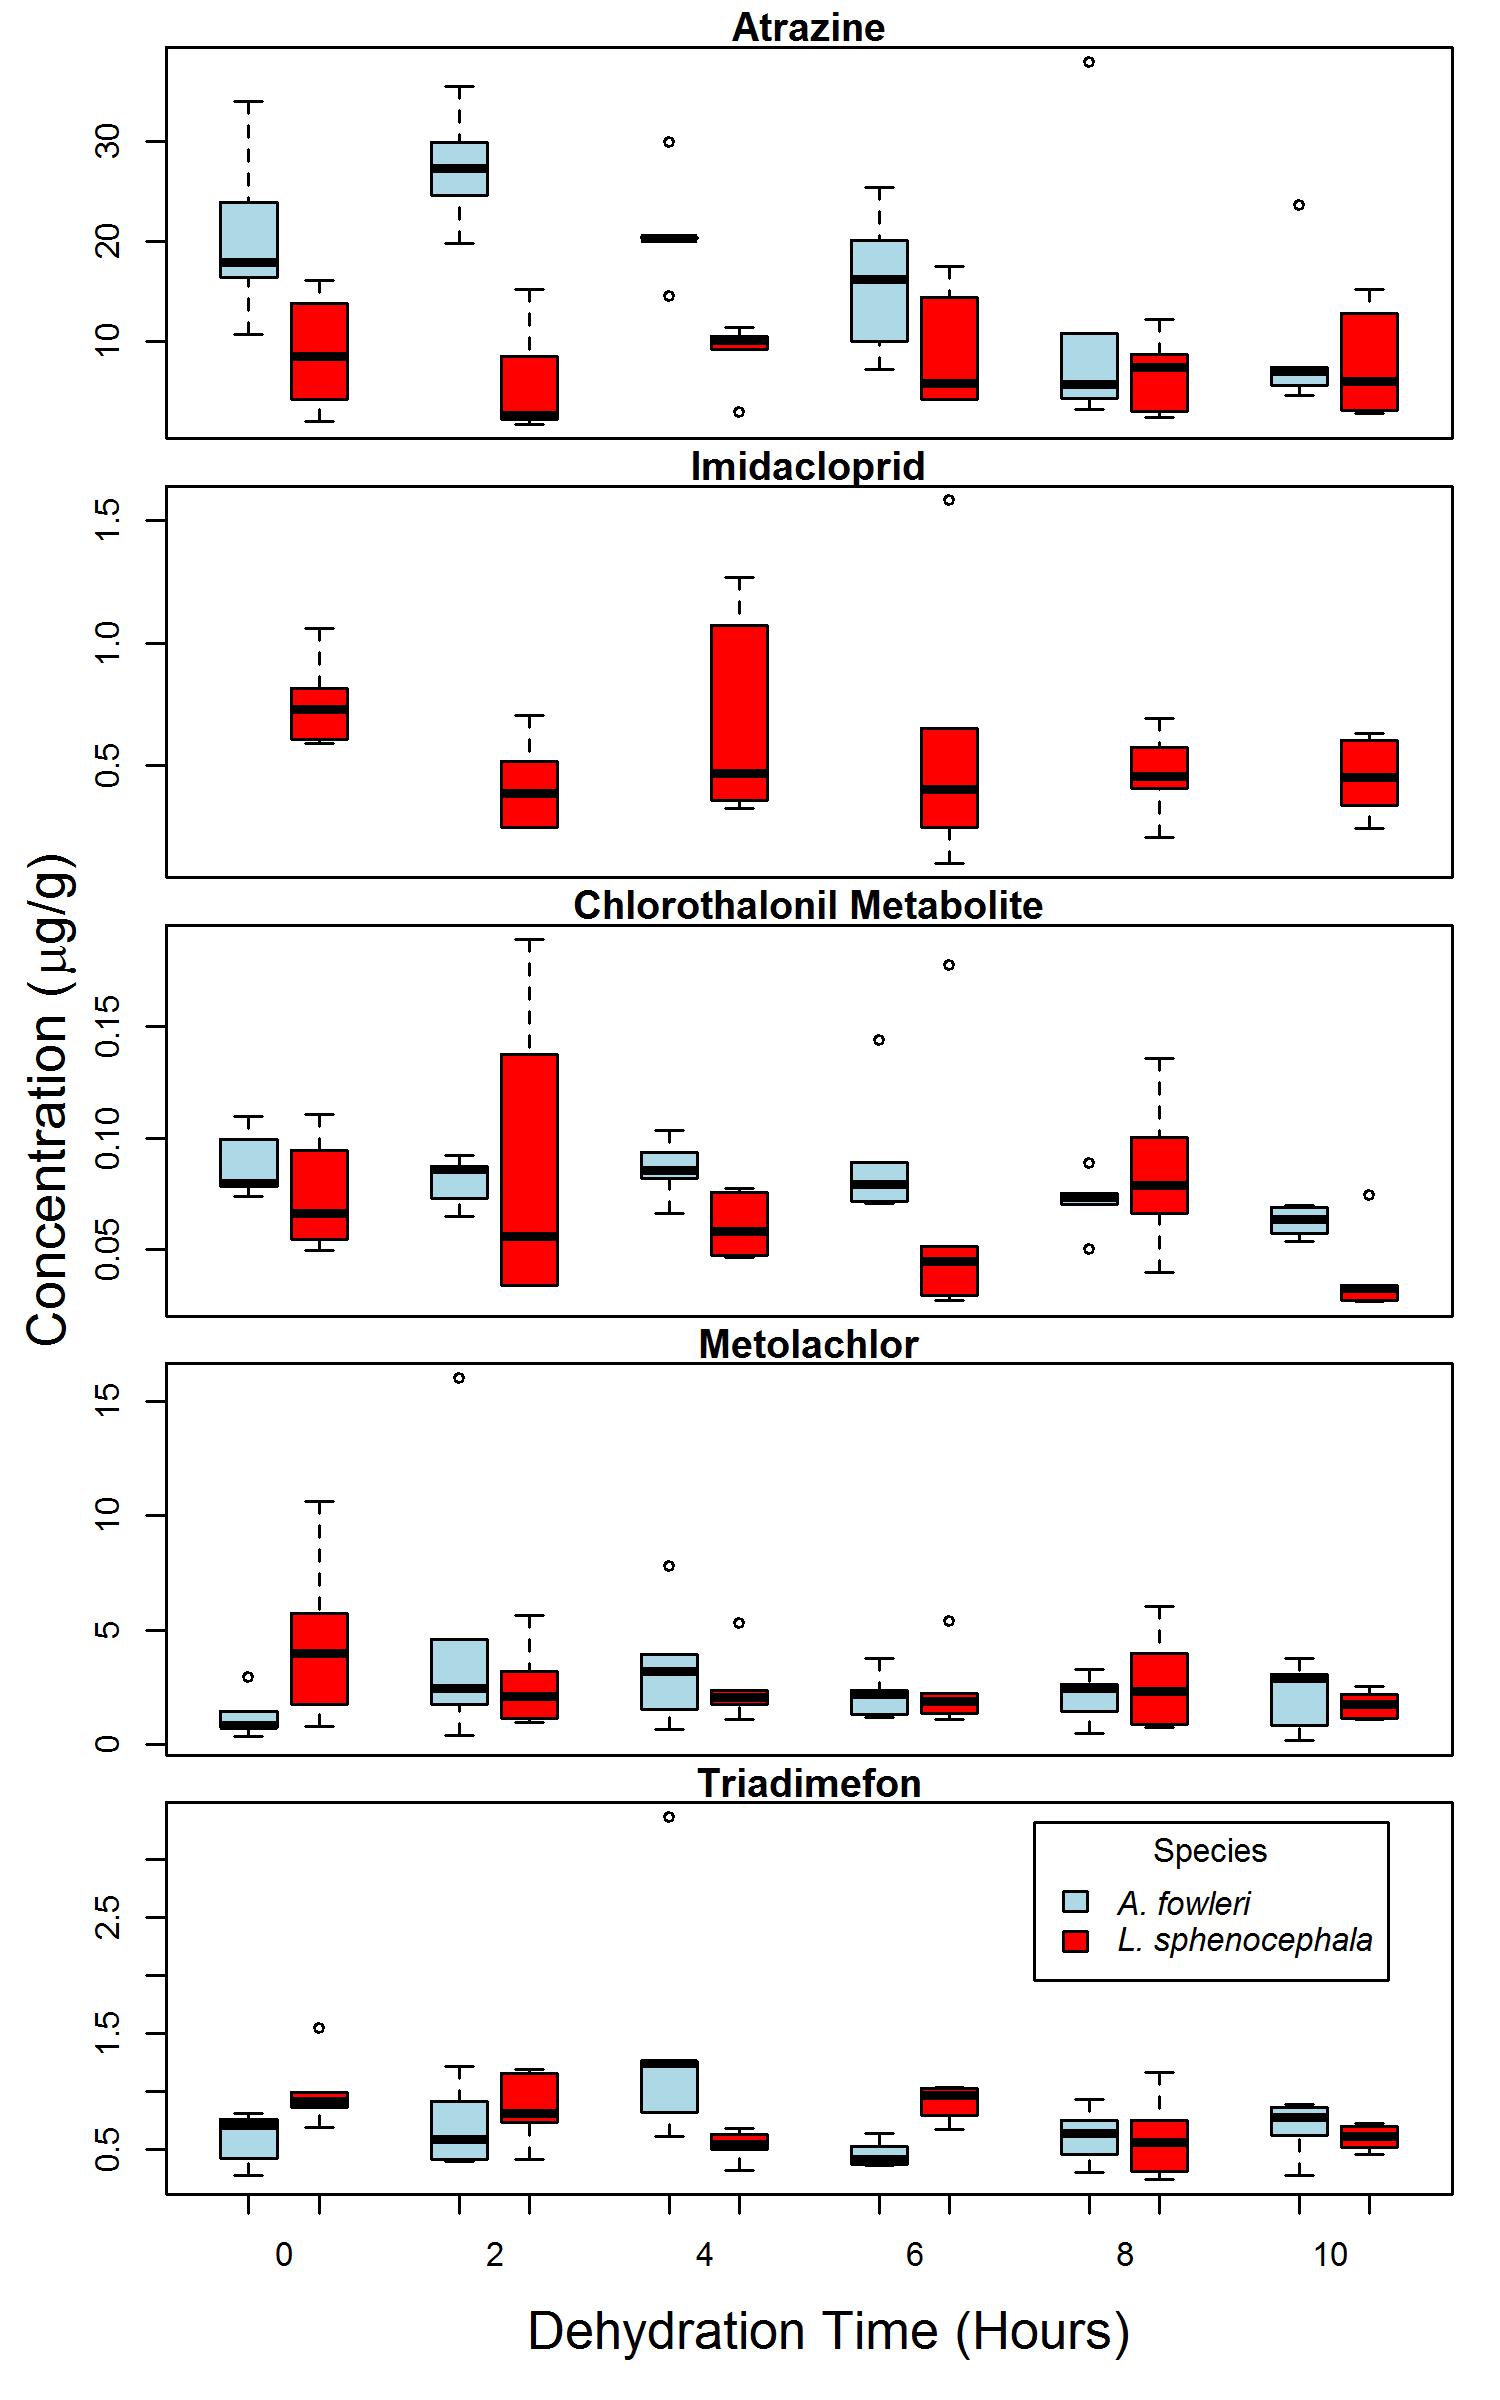 Atrazine
30
20
10
Imidacloprid
1.5
1.0
0.5
Chlorothalonil Metabolite
0.15
0.10
0.05
Metolachlor
15
10
5
0
Triadimefon
2.5
1.5
0.5
Species
A. fowleri
L. sphenocephala
0 2 4 6 8 10
Dehydration Time (Hours)
Concentration (μg/g)